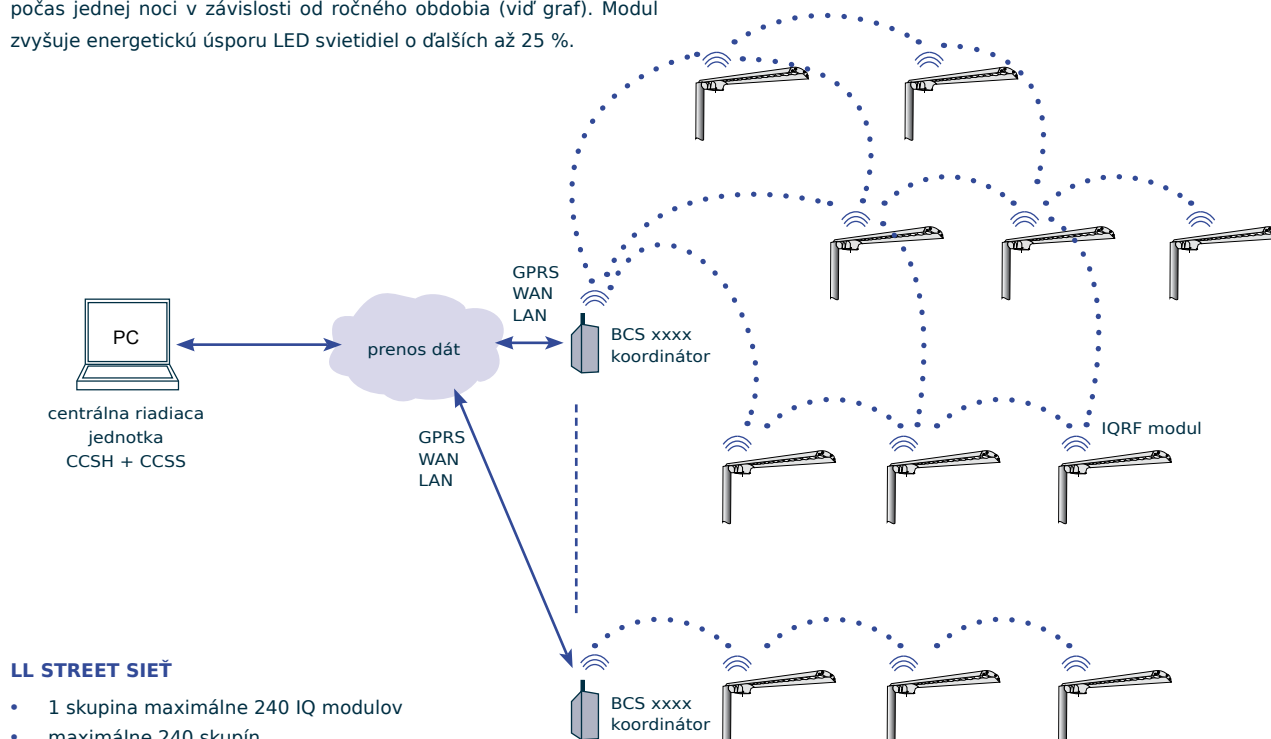 počas jednej noci v závislosti od ročného obdobia (viď graf). Modul
zvyšuje energetickú úsporu LED svietidiel o ďalších až 25 %.
GPRS
WAN
LAN
PC
prenos dát
BCS xxxx
koordinátor
centrálna riadiaca
jednotka
CCSH + CCSS
GPRS
WAN
LAN
IQRF modul
LL STREET SIEŤ
• 1 skupina maximálne 240 IQ modulov
• maximálne 240 skupín
BCS xxxx
koordinátor